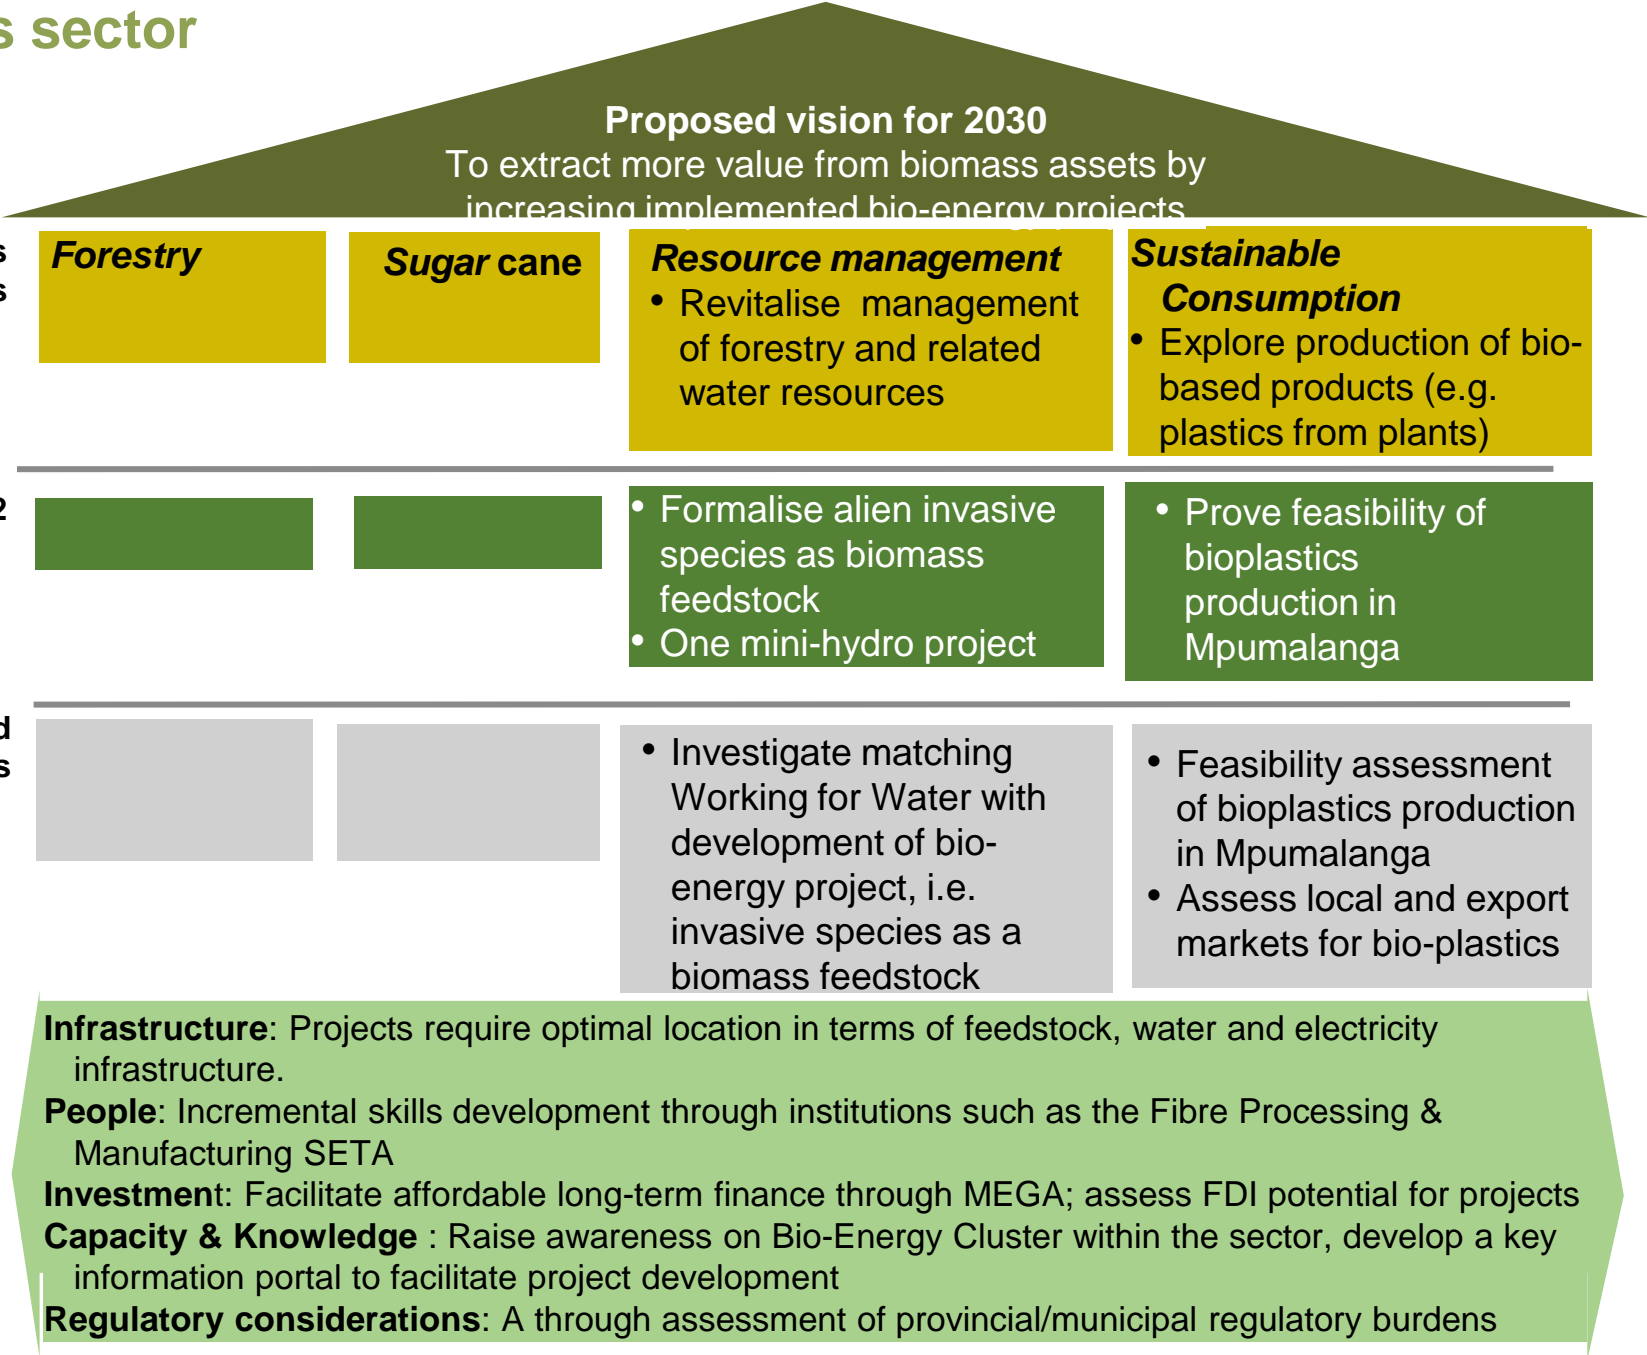 s sector
Proposed vision for 2030
To extract more value from biomass assets by
increasing implemented bio-energy projects
s
s
Forestry
Sugar cane
Resource management
• Revitalise management
of forestry and related
water resources
Sustainable
Consumption
• Explore production of bio-
based products (e.g.
plastics from plants)
2
• Formalise alien invasive
species as biomass
feedstock
• One mini-hydro project
• Prove feasibility of
bioplastics
production in
Mpumalanga
d
s
• Investigate matching
Working for Water with
development of bio-
energy project, i.e.
invasive species as a
biomass feedstock
• Feasibility assessment
of bioplastics production
in Mpumalanga
• Assess local and export
markets for bio-plastics
Infrastructure: Projects require optimal location in terms of feedstock, water and electricity
infrastructure.
People: Incremental skills development through institutions such as the Fibre Processing &
Manufacturing SETA
Investment: Facilitate affordable long-term finance through MEGA; assess FDI potential for projects
Capacity & Knowledge : Raise awareness on Bio-Energy Cluster within the sector, develop a key
information portal to facilitate project development
Regulatory considerations: A through assessment of provincial/municipal regulatory burdens